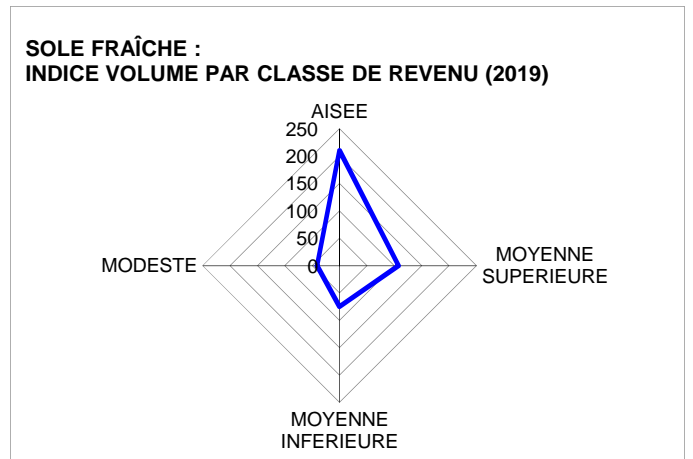 SOLE FRAÎCHE :
INDICE VOLUME PAR CLASSE DE REVENU (2019)
AISEE
250
200
150
100
50
0
MODESTE
MOYENNE
SUPERIEURE
MOYENNE
INFERIEURE